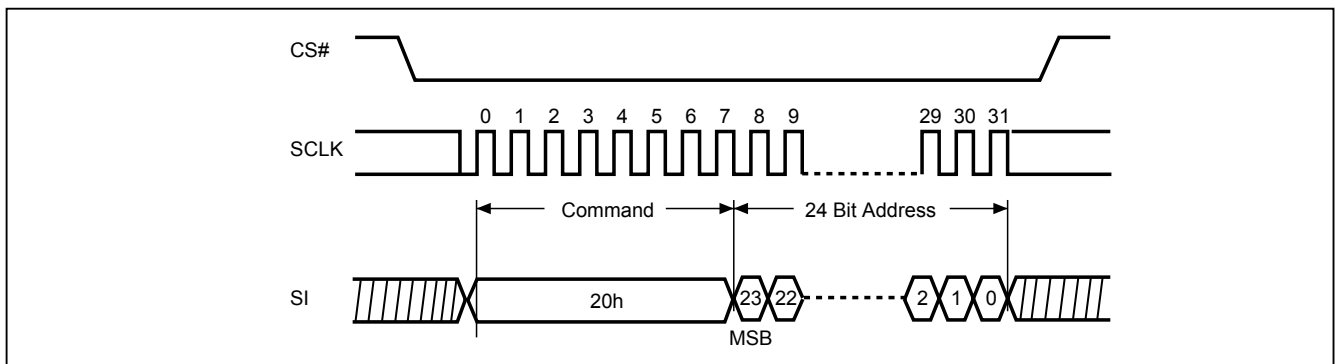 CS#
0 1 2 3 4 5 6 7 8 9 29 30 31
SCLK
Command 24 Bit Address
SI 20h 23 22 2 1 0
MSB